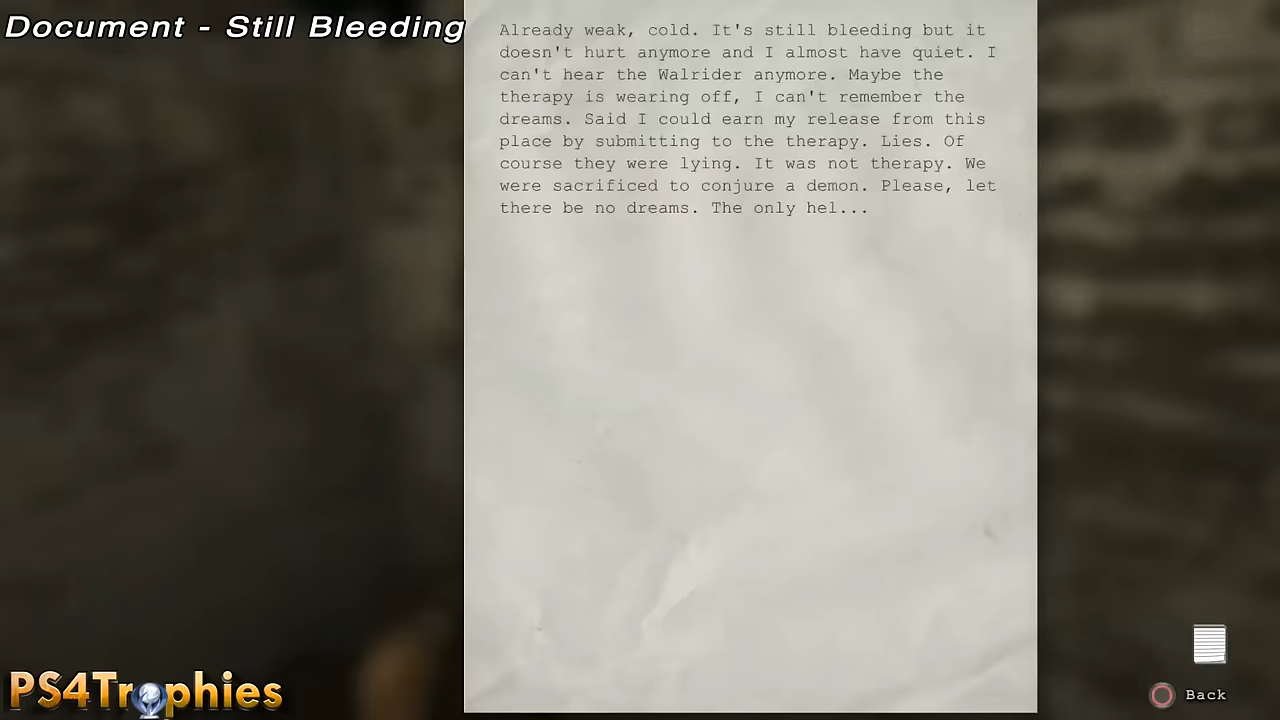 Document - Still Bleeding
Already weak, cold. It's still bleeding but it
doesn't hurt anymore and I almost have quiet. I
can't hear the Walrider anymore. Maybe the
therapy is wearing off, I can't remember the
dreams. Said I could earn my release from this
place by submitting to the therapy. Lies. Of
course they were lying. It was not therapy. We
were sacrificed to conjure a demon. Please, let
there be no dreams. The only hel...
PS4Trophies
Back